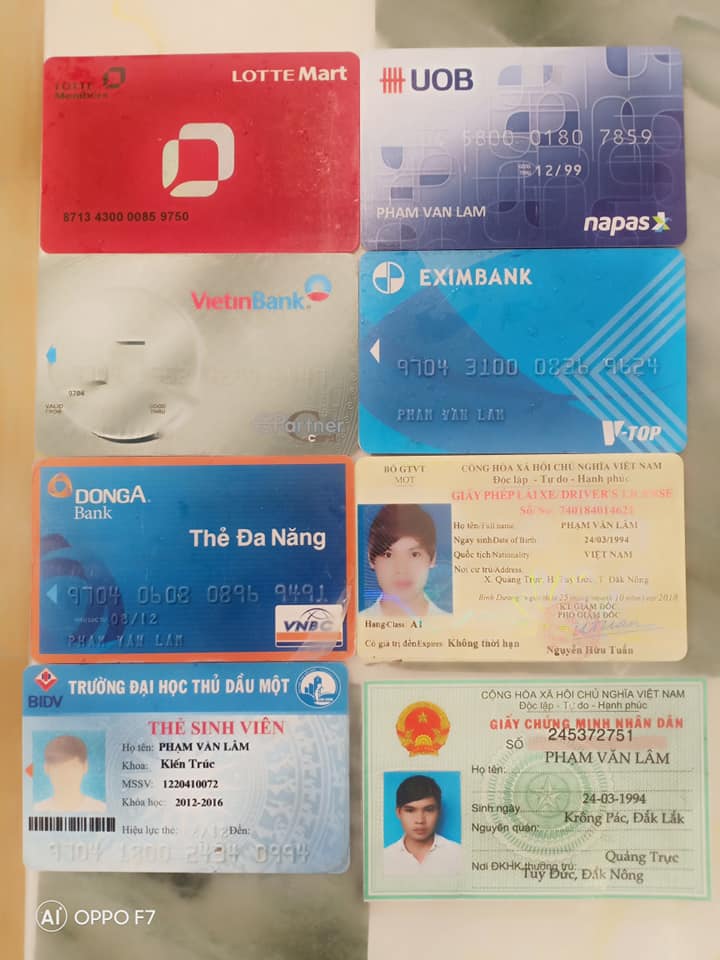 LOTTE
Members
LOTTE Mart
8713 4300 0085 9750
UOB
5800 0180 7859
12/99
PHAM VAN LAM
napas
VietinBank
9704
VALID
FROM
GOOD
THRU
Partner
Card
EXIMBANK
9704 3100 0826 9624
PHAM VAN LAM
V-TOP
DONGA
Bank
Thẻ Đa Năng
9704 0608 0896 9491
03/12
PHAM VAN LAM
VNBC
BỘ GTVT
MOT
CỘNG HÒA XÃ HỘI CHỦ NGHĨA VIỆT NAM
Độc lập - Tự do - Hạnh phúc
GIẤY PHÉP LÁI XE/DRIVER'S LICENSE
Số/No: 740184014621
Họ tên/Full name PHẠM VĂN LÂM
Ngày sinh/Date of Birth 24/03/1994
Quốc tịch/Nationality VIỆT NAM
Nơi cư trú/Address
X. Quảng Trực, H. Tuy Đức, T. Đắk Nông
Bình Dương, 25 10 2018
KT GIÁM ĐỐC
PHÓ GIÁM ĐỐC
Hạng/Class A1
Có giá trị đến/Expires Không thời hạn
Nguyễn Hữu Tuấn
BIDV
TRƯỜNG ĐẠI HỌC THỦ DẦU MỘT
THẺ SINH VIÊN
Họ tên: PHẠM VĂN LÂM
Khoa: Kiến Trúc
MSSV: 1220410072
Khóa học: 2012-2016
Hiệu lực thẻ: /12 Đến:
9704 1800 2434 0994
CỘNG HÒA XÃ HỘI CHỦ NGHĨA VIỆT NAM
Độc lập - Tự do - Hạnh phúc
GIẤY CHỨNG MINH NHÂN DÂN
SỐ 245372751
Họ tên: PHẠM VĂN LÂM
Sinh ngày 24-03-1994
Nguyên quán: Krông Pác, Đắk Lắk
Nơi ĐKHK thường trú: Quảng Trực
Tuy Đức, Đắk Nông
AI OPPO F7